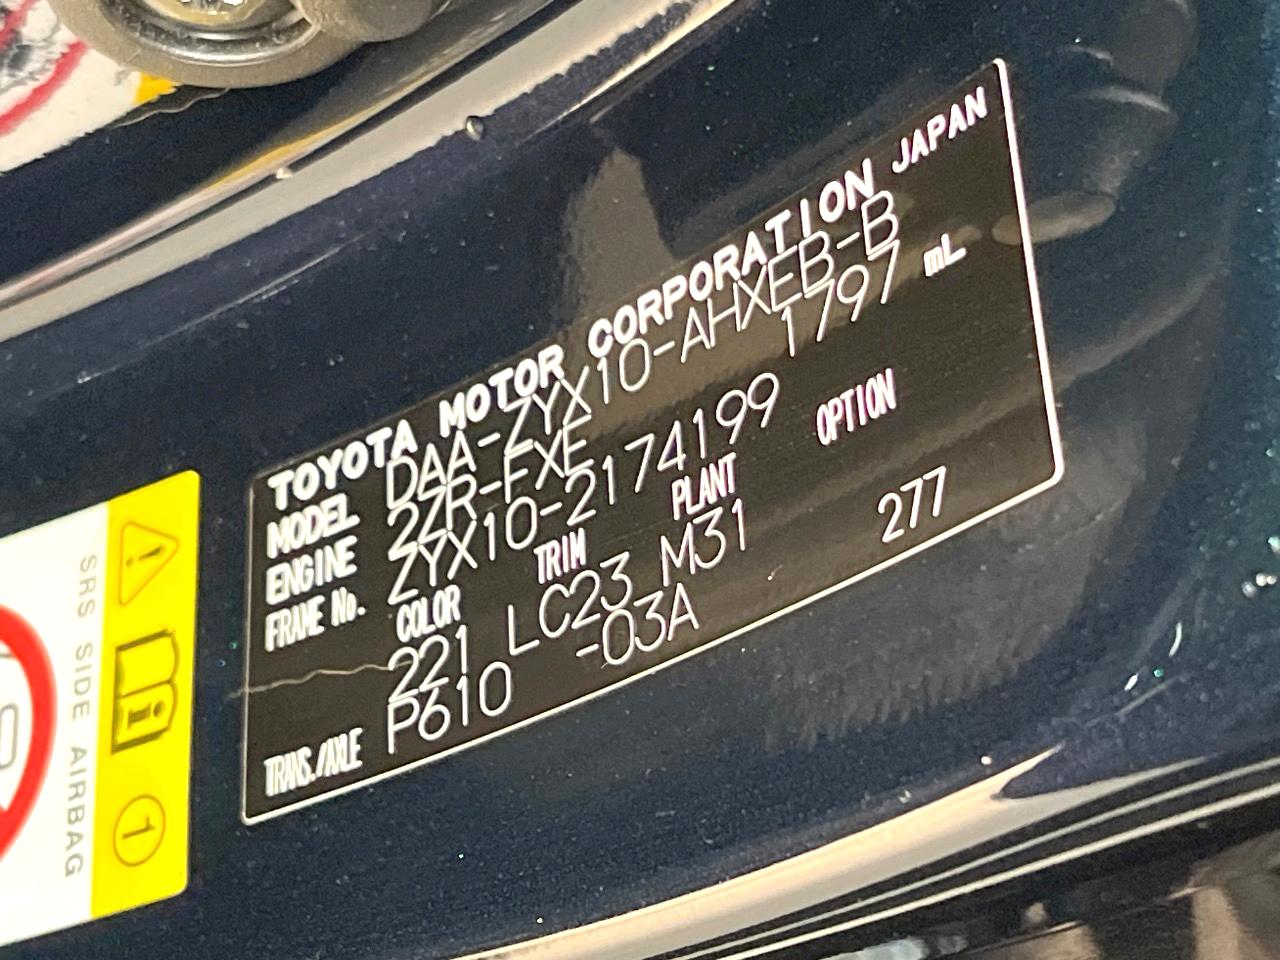 TOYOTA MOTOR CORPORATION JAPAN
MODEL DAA-ZYX10-AHXEB-B
ENGINE 2ZR-FXE 1797 mL
FRAME No. ZYX10-2174199
COLOR TRIM PLANT OPTION
221 LC23 M31 277
TRANS./AXLE P610 -03A
SRS SIDE AIRBAG
1